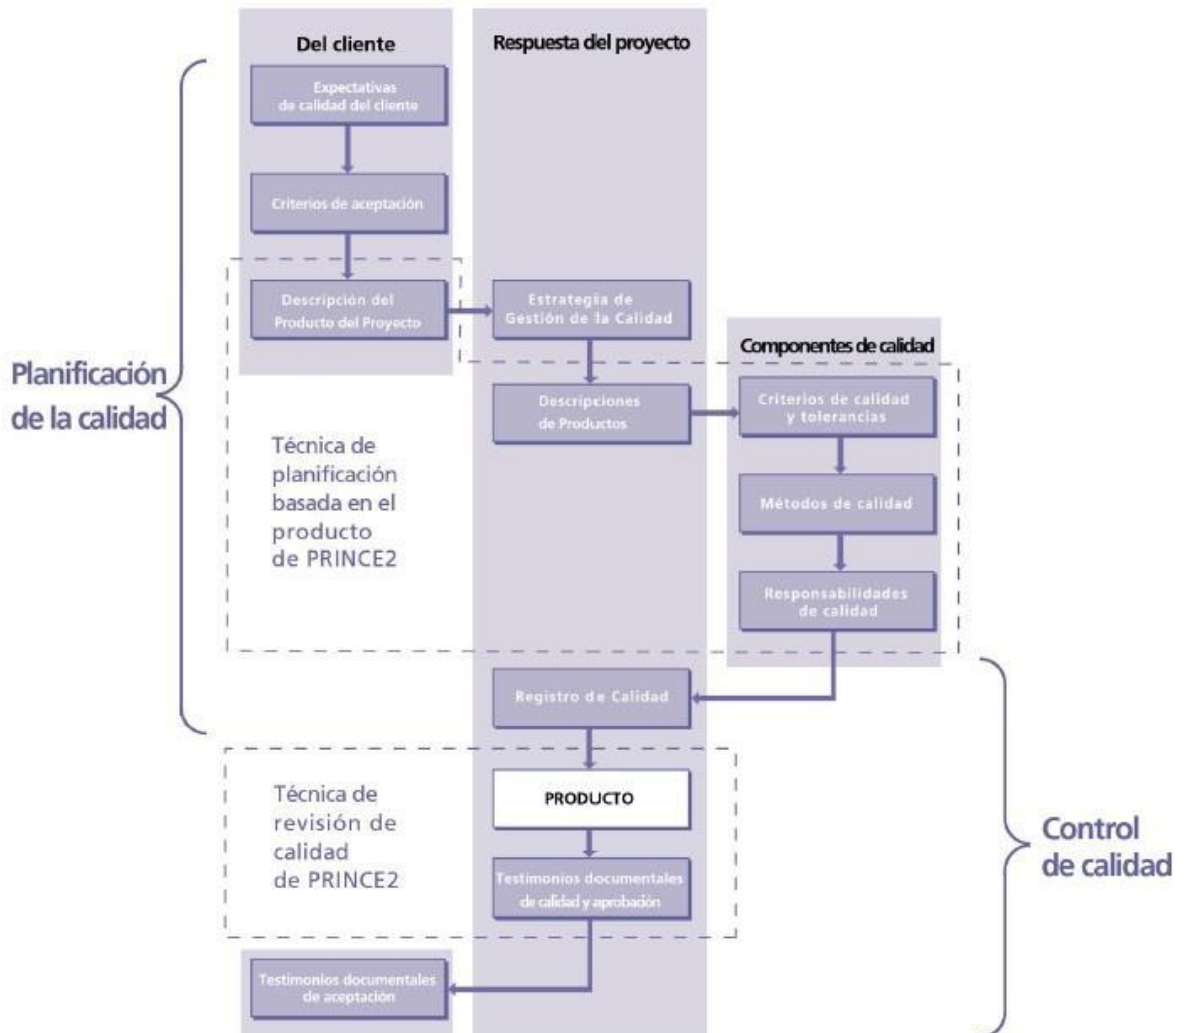 Del cliente
Respuesta del proyecto
Expectativas
de calidad del cliente
Criterios de aceptación
Descripción del
Producto del Proyecto
Estrategia de
Gestión de la Calidad
Componentes de calidad
Planificación
de la calidad
Descripciones
de Productos
Criterios de calidad
y tolerancias
Técnica de
planificación
basada en el
producto
de PRINCE2
Métodos de calidad
Responsabilidades
de calidad
Registro de Calidad
Técnica de
revisión de
calidad
de PRINCE2
PRODUCTO
Control
de calidad
Testimonios documentales
de calidad y aprobación
Testimonios documentales
de aceptación